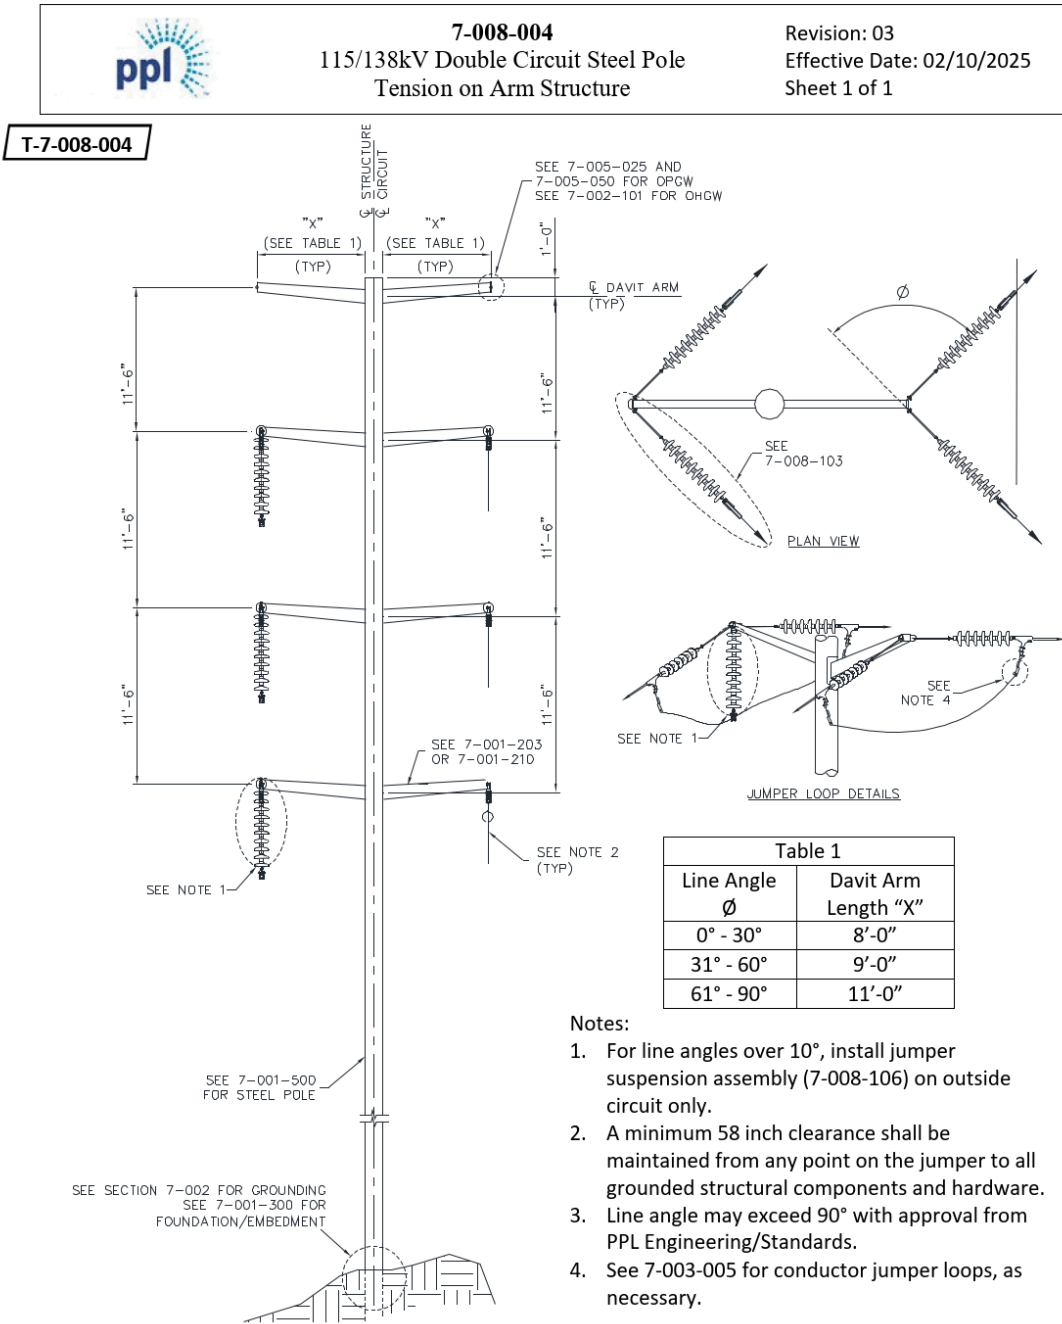 ppl
7-008-004
115/138kV Double Circuit Steel Pole
Tension on Arm Structure
Revision: 03
Effective Date: 02/10/2025
Sheet 1 of 1
T-7-008-004
℄ STRUCTURE
℄ CIRCUIT
SEE 7-005-025 AND
7-005-050 FOR OPGW
SEE 7-002-101 FOR OHGW
"X"
(SEE TABLE 1)
(TYP)
"X"
(SEE TABLE 1)
(TYP)
1'-0"
℄ DAVIT ARM
(TYP)
11'-6"
11'-6"
11'-6"
11'-6"
11'-6"
11'-6"
Ø
SEE
7-008-103
PLAN VIEW
SEE NOTE 1
SEE
NOTE 4
JUMPER LOOP DETAILS
SEE 7-001-203
OR 7-001-210
SEE NOTE 2
(TYP)
SEE NOTE 1
Table 1
Line Angle
Ø
Davit Arm
Length “X”
0° - 30°
8’-0”
31° - 60°
9’-0”
61° - 90°
11’-0”
SEE 7-001-500
FOR STEEL POLE
SEE SECTION 7-002 FOR GROUNDING
SEE 7-001-300 FOR
FOUNDATION/EMBEDMENT
Notes:
1. For line angles over 10°, install jumper
suspension assembly (7-008-106) on outside
circuit only.
2. A minimum 58 inch clearance shall be
maintained from any point on the jumper to all
grounded structural components and hardware.
3. Line angle may exceed 90° with approval from
PPL Engineering/Standards.
4. See 7-003-005 for conductor jumper loops, as
necessary.